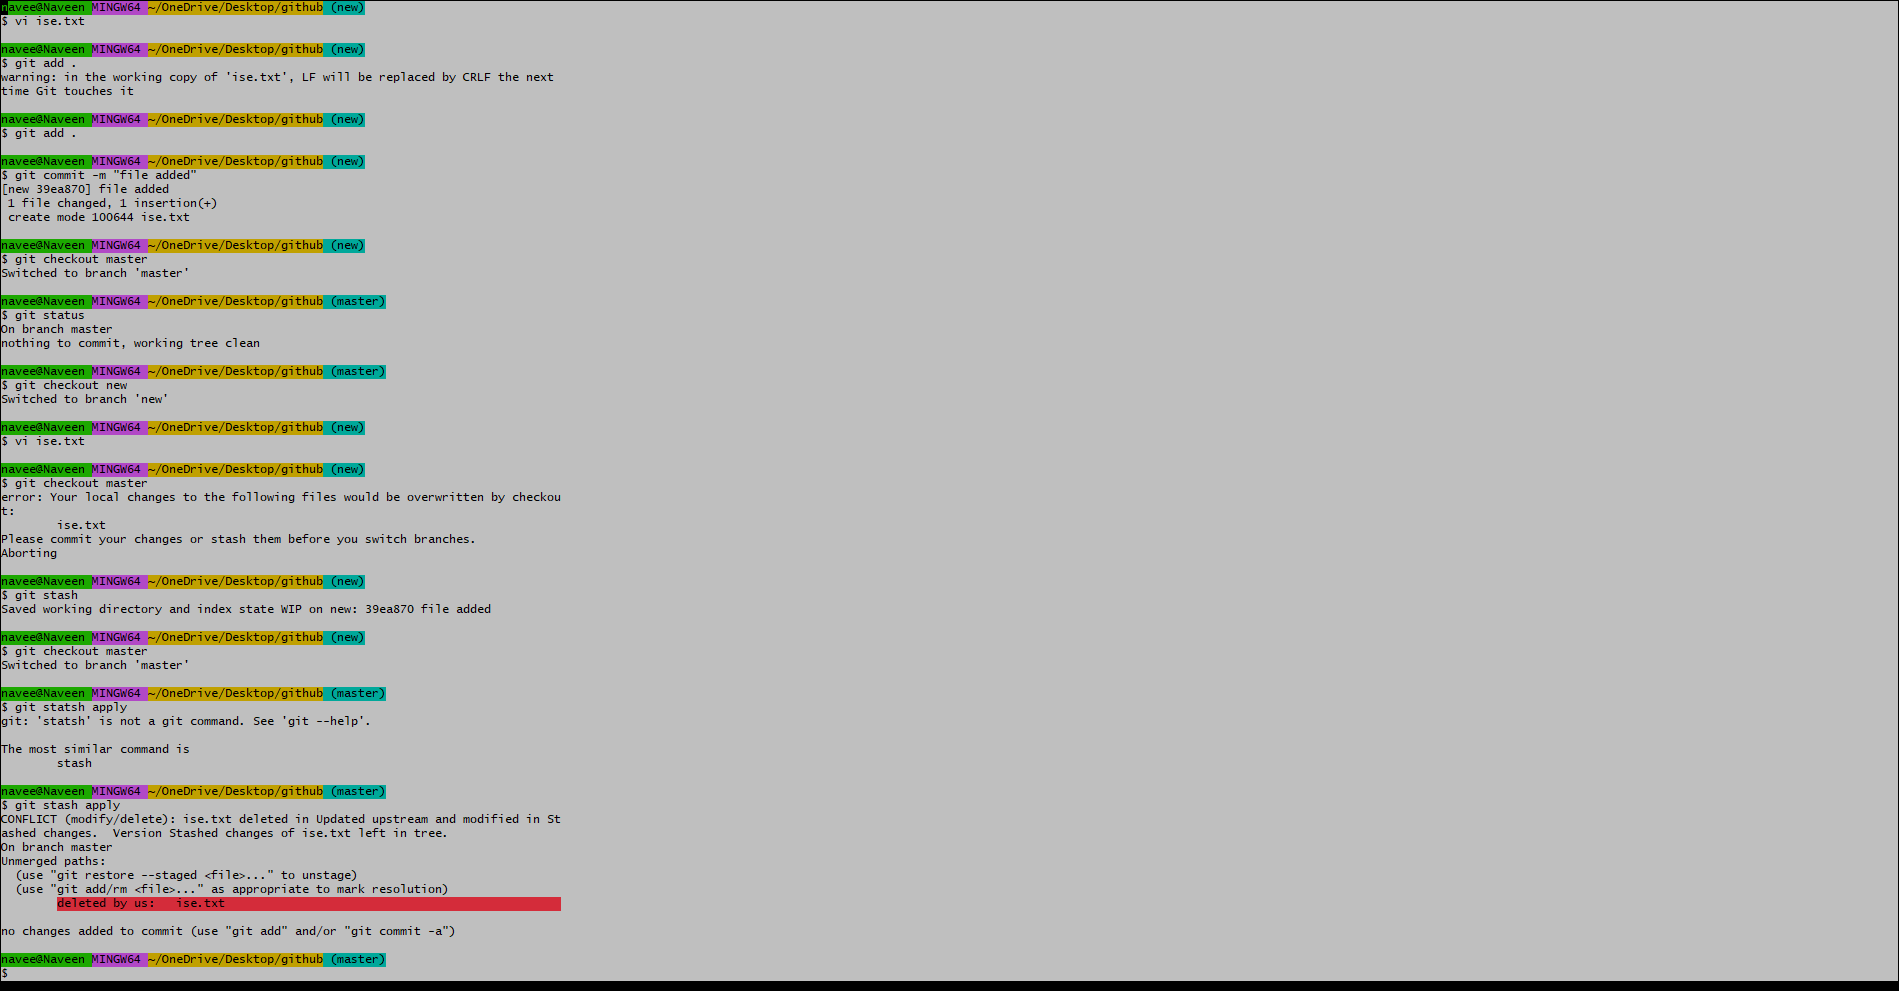 navee@Naveen MINGW64 ~/OneDrive/Desktop/github (new)
$ vi ise.txt
navee@Naveen MINGW64 ~/OneDrive/Desktop/github (new)
$ git add .
warning: in the working copy of 'ise.txt', LF will be replaced by CRLF the next
time Git touches it
navee@Naveen MINGW64 ~/OneDrive/Desktop/github (new)
$ git add .
navee@Naveen MINGW64 ~/OneDrive/Desktop/github (new)
$ git commit -m "file added"
[new 39ea870] file added
 1 file changed, 1 insertion(+)
 create mode 100644 ise.txt
navee@Naveen MINGW64 ~/OneDrive/Desktop/github (new)
$ git checkout master
Switched to branch 'master'
navee@Naveen MINGW64 ~/OneDrive/Desktop/github (master)
$ git status
On branch master
nothing to commit, working tree clean
navee@Naveen MINGW64 ~/OneDrive/Desktop/github (master)
$ git checkout new
Switched to branch 'new'
navee@Naveen MINGW64 ~/OneDrive/Desktop/github (new)
$ vi ise.txt
navee@Naveen MINGW64 ~/OneDrive/Desktop/github (new)
$ git checkout master
error: Your local changes to the following files would be overwritten by checkou
t:
        ise.txt
Please commit your changes or stash them before you switch branches.
Aborting
navee@Naveen MINGW64 ~/OneDrive/Desktop/github (new)
$ git stash
Saved working directory and index state WIP on new: 39ea870 file added
navee@Naveen MINGW64 ~/OneDrive/Desktop/github (new)
$ git checkout master
Switched to branch 'master'
navee@Naveen MINGW64 ~/OneDrive/Desktop/github (master)
$ git statsh apply
git: 'statsh' is not a git command. See 'git --help'.
The most similar command is
        stash
navee@Naveen MINGW64 ~/OneDrive/Desktop/github (master)
$ git stash apply
CONFLICT (modify/delete): ise.txt deleted in Updated upstream and modified in St
ashed changes.  Version Stashed changes of ise.txt left in tree.
On branch master
Unmerged paths:
  (use "git restore --staged <file>..." to unstage)
  (use "git add/rm <file>..." as appropriate to mark resolution)
        deleted by us:   ise.txt
no changes added to commit (use "git add" and/or "git commit -a")
navee@Naveen MINGW64 ~/OneDrive/Desktop/github (master)
$